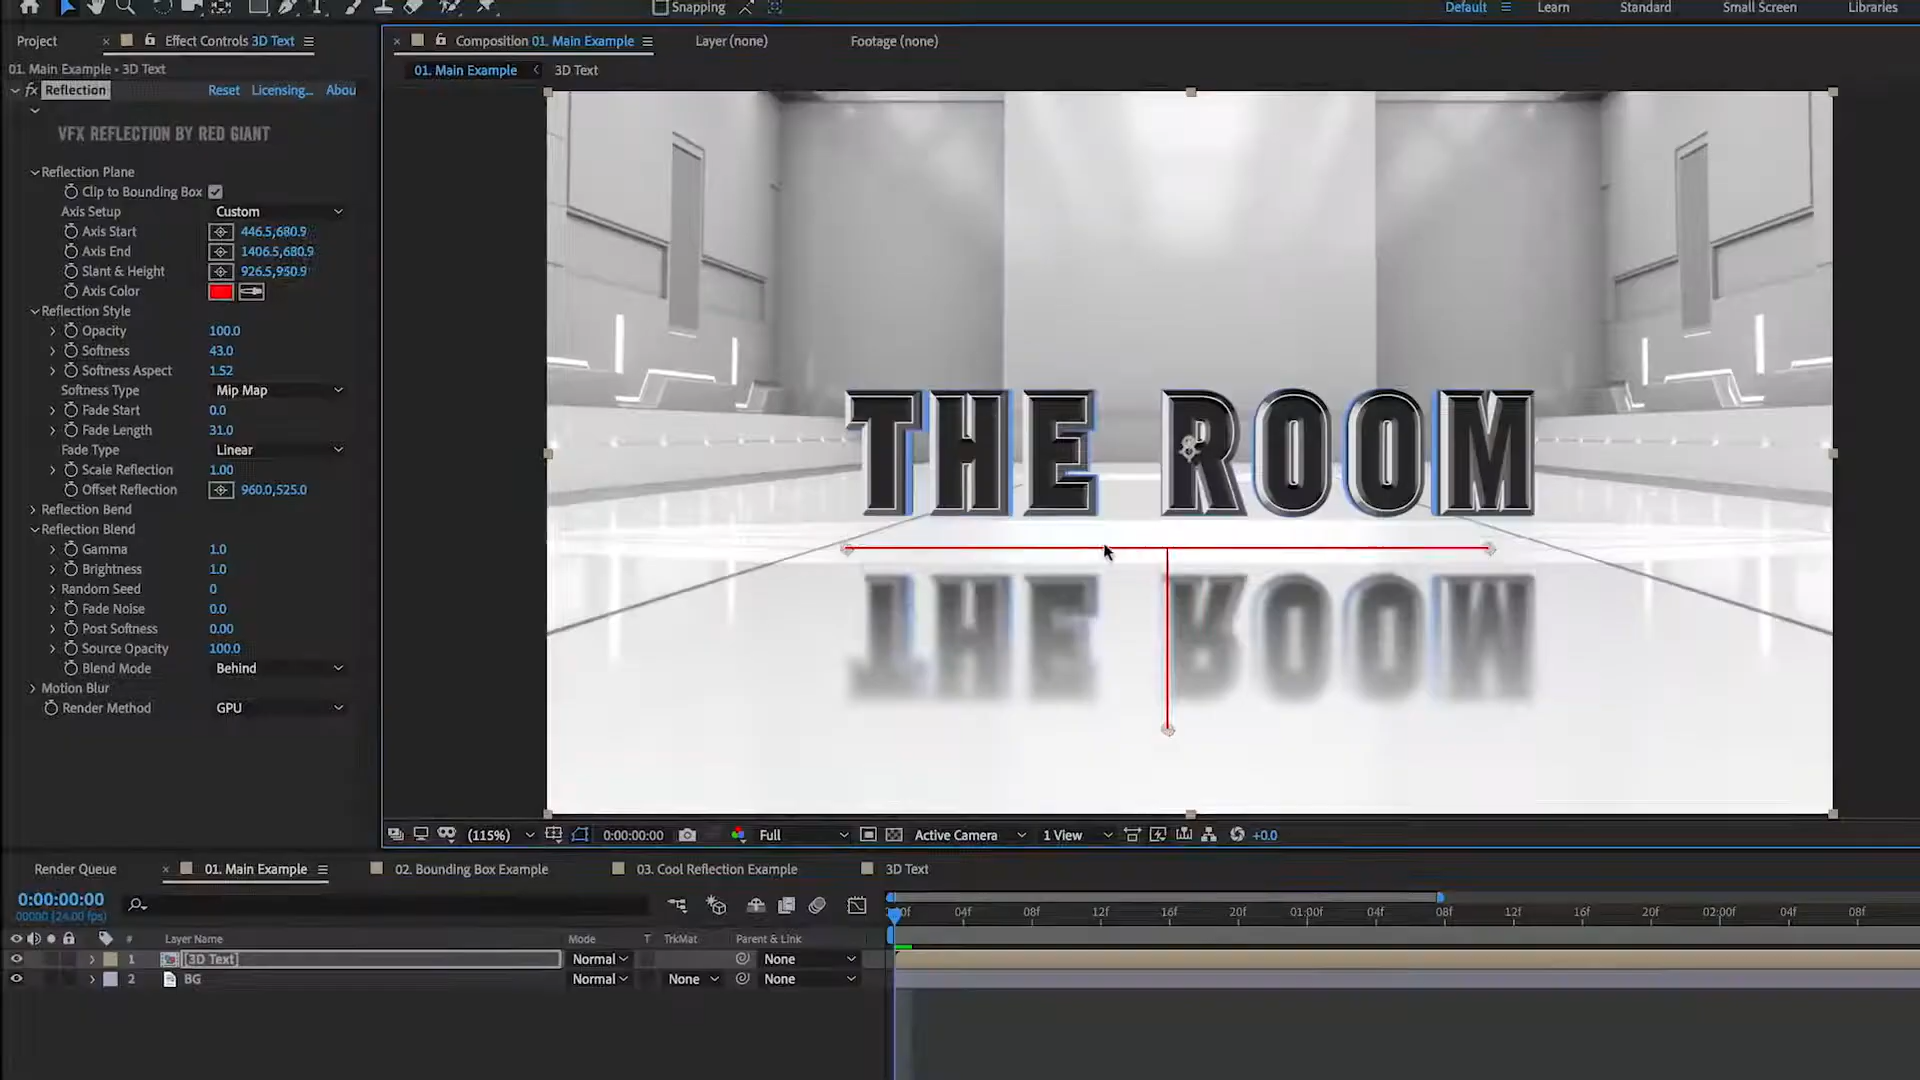 Snapping
Default
Learn
Standard
Small Screen
Libraries
Project
Effect Controls 3D Text
Composition 01. Main Example
Layer (none)
Footage (none)
01. Main Example • 3D Text
01. Main Example
3D Text
fx Reflection
Reset
Licensing...
Abou
VFX REFLECTION BY RED GIANT
Reflection Plane
Clip to Bounding Box
Axis Setup Custom
Axis Start 446.5,680.9
Axis End 1406.5,680.9
Slant & Height 926.5,950.9
Axis Color
Reflection Style
Opacity 100.0
Softness 43.0
Softness Aspect 1.52
Softness Type Mip Map
Fade Start 0.0
Fade Length 31.0
Fade Type Linear
Scale Reflection 1.00
Offset Reflection 960.0,525.0
Reflection Bend
Reflection Blend
Gamma 1.0
Brightness 1.0
Random Seed 0
Fade Noise 0.0
Post Softness 0.00
Source Opacity 100.0
Blend Mode Behind
Motion Blur
Render Method GPU
THE ROOM
(115%)
0:00:00:00
Full
Active Camera
1 View
+0.0
Render Queue
01. Main Example
02. Bounding Box Example
03. Cool Reflection Example
3D Text
0:00:00:00
00000 (24.00 fps)
04f 08f 12f 16f 20f 01:00f 04f 08f 12f 16f 20f 02:00f 04f 08f
# Layer Name Mode T TrkMat Parent & Link
1 [3D Text] Normal None
2 BG Normal None None